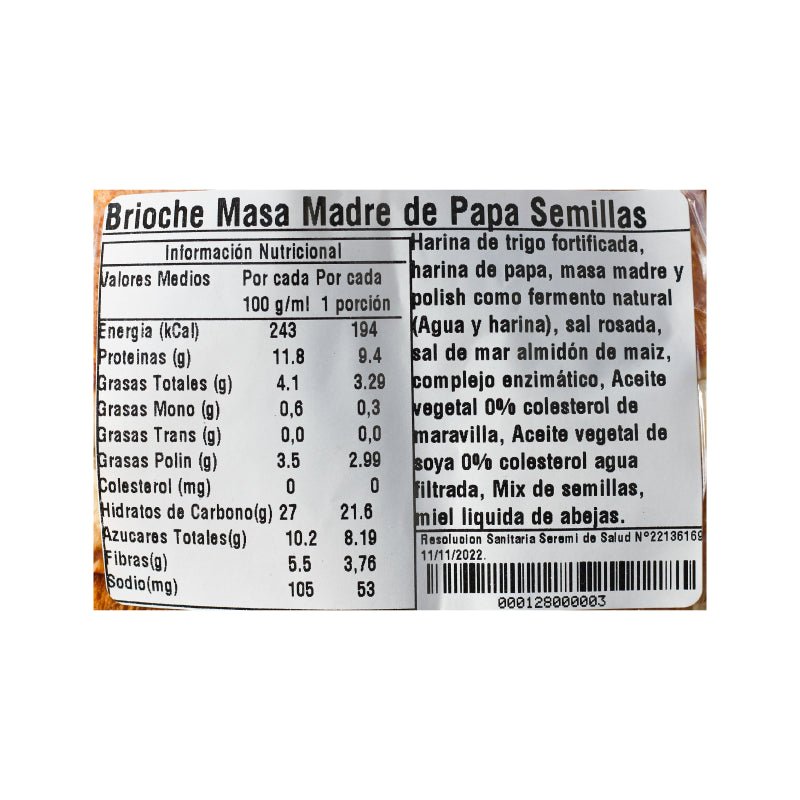 Brioche Masa Madre de Papa Semillas
Información Nutricional
Valores Medios Por cada Por cada
100 g/ml 1 porción
Energia (kCal) 243 194
Proteinas (g) 11.8 9.4
Grasas Totales (g) 4.1 3.29
Grasas Mono (g) 0,6 0,3
Grasas Trans (g) 0,0 0,0
Grasas Polin (g) 3.5 2.99
Colesterol (mg) 0 0
Hidratos de Carbono(g) 27 21.6
Azucares Totales(g) 10.2 8.19
Fibras(g) 5.5 3,76
Sodio(mg) 105 53
Harina de trigo fortificada,
harina de papa, masa madre y
polish como fermento natural
(Agua y harina), sal rosada,
sal de mar almidón de maiz,
complejo enzimático, Aceite
vegetal 0% colesterol de
maravilla, Aceite vegetal de
soya 0% colesterol agua
filtrada, Mix de semillas,
miel liquida de abejas.
Resolucion Sanitaria Seremi de Salud N°22136169
11/11/2022.
000128000003